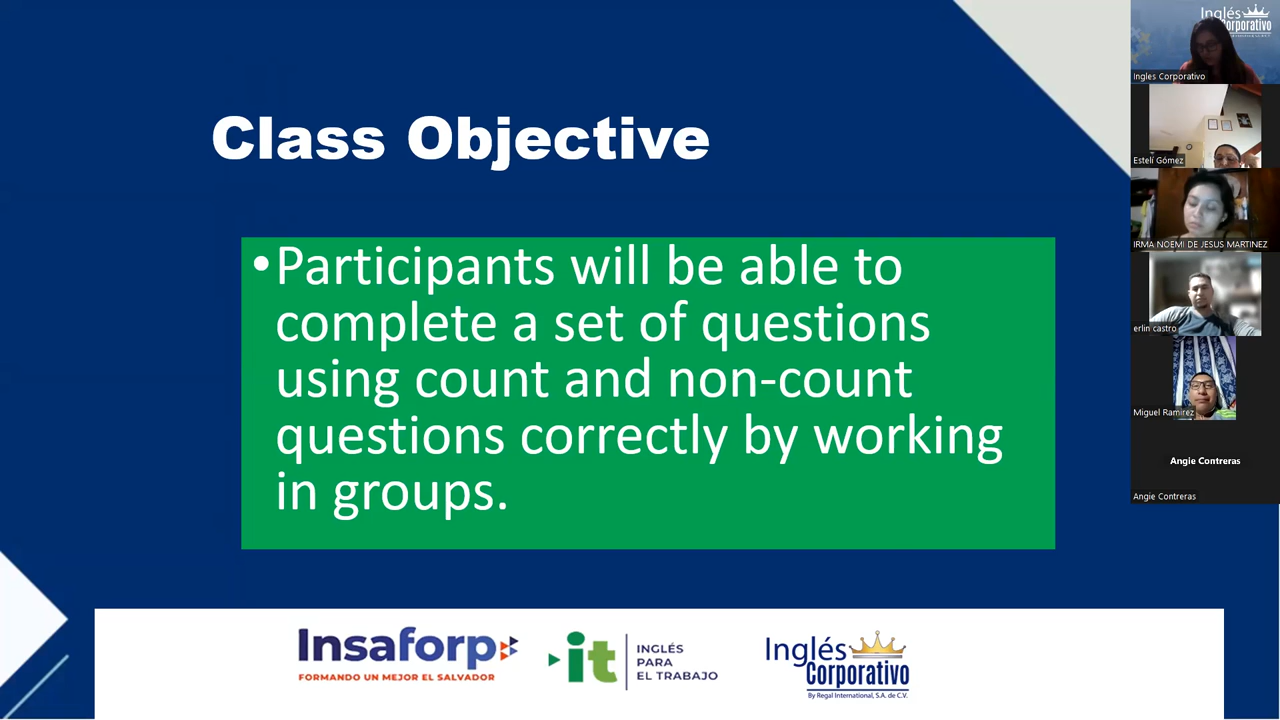 Class Objective
•Participants will be able to
complete a set of questions
using count and non-count
questions correctly by working
in groups.
Insaforp
FORMANDO UN MEJOR EL SALVADOR
it
INGLÉS
PARA
EL TRABAJO
Inglés
Corporativo
By Regal International, S.A. de C.V.
Inglés
Corporativo
Ingles Corporativo
Estelí Gómez
IRMA NOEMI DE JESUS MARTINEZ
erlin castro
Miguel Ramirez
Angie Contreras
Angie Contreras